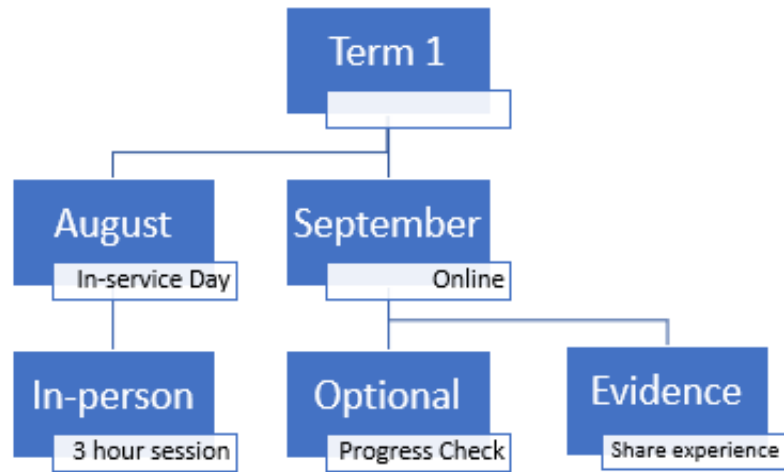 Term 1
August
In-service Day
September
Online
In-person
3 hour session
Optional
Progress Check
Evidence
Share experience